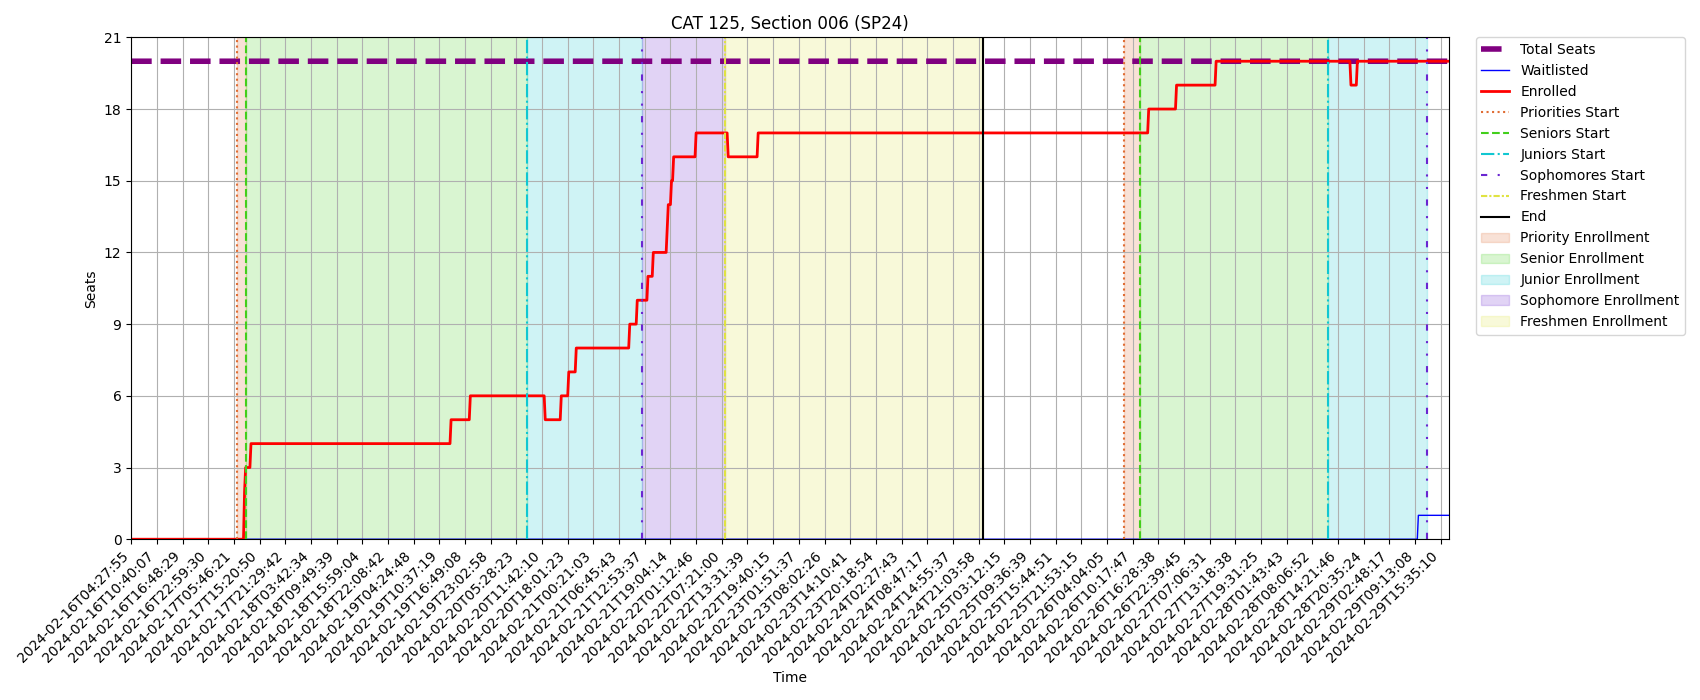 CAT 125, Section 006 (SP24)
Seats
21
18
15
12
9
6
3
0
2024-02-16T04:27:55
2024-02-16T10:40:07
2024-02-16T16:48:29
2024-02-16T22:59:30
2024-02-17T05:46:21
2024-02-17T15:20:50
2024-02-17T21:29:42
2024-02-18T03:42:34
2024-02-18T09:49:39
2024-02-18T15:59:04
2024-02-18T22:08:42
2024-02-19T04:24:48
2024-02-19T10:37:19
2024-02-19T16:49:08
2024-02-19T23:02:58
2024-02-20T05:28:23
2024-02-20T11:42:10
2024-02-20T18:01:23
2024-02-21T00:21:03
2024-02-21T06:45:43
2024-02-21T12:53:37
2024-02-21T19:04:14
2024-02-22T01:12:46
2024-02-22T07:21:00
2024-02-22T13:31:39
2024-02-22T19:40:15
2024-02-23T01:51:37
2024-02-23T08:02:26
2024-02-23T14:10:41
2024-02-23T20:18:54
2024-02-24T02:27:43
2024-02-24T08:47:17
2024-02-24T14:55:37
2024-02-24T21:03:58
2024-02-25T03:12:15
2024-02-25T09:36:39
2024-02-25T15:44:51
2024-02-25T21:53:15
2024-02-26T04:04:05
2024-02-26T10:17:47
2024-02-26T16:28:38
2024-02-26T22:39:45
2024-02-27T07:06:31
2024-02-27T13:18:38
2024-02-27T19:31:25
2024-02-28T01:43:43
2024-02-28T08:06:52
2024-02-28T14:21:46
2024-02-28T20:35:24
2024-02-29T02:48:17
2024-02-29T09:13:08
2024-02-29T15:35:10
Time
Total Seats
Waitlisted
Enrolled
Priorities Start
Seniors Start
Juniors Start
Sophomores Start
Freshmen Start
End
Priority Enrollment
Senior Enrollment
Junior Enrollment
Sophomore Enrollment
Freshmen Enrollment